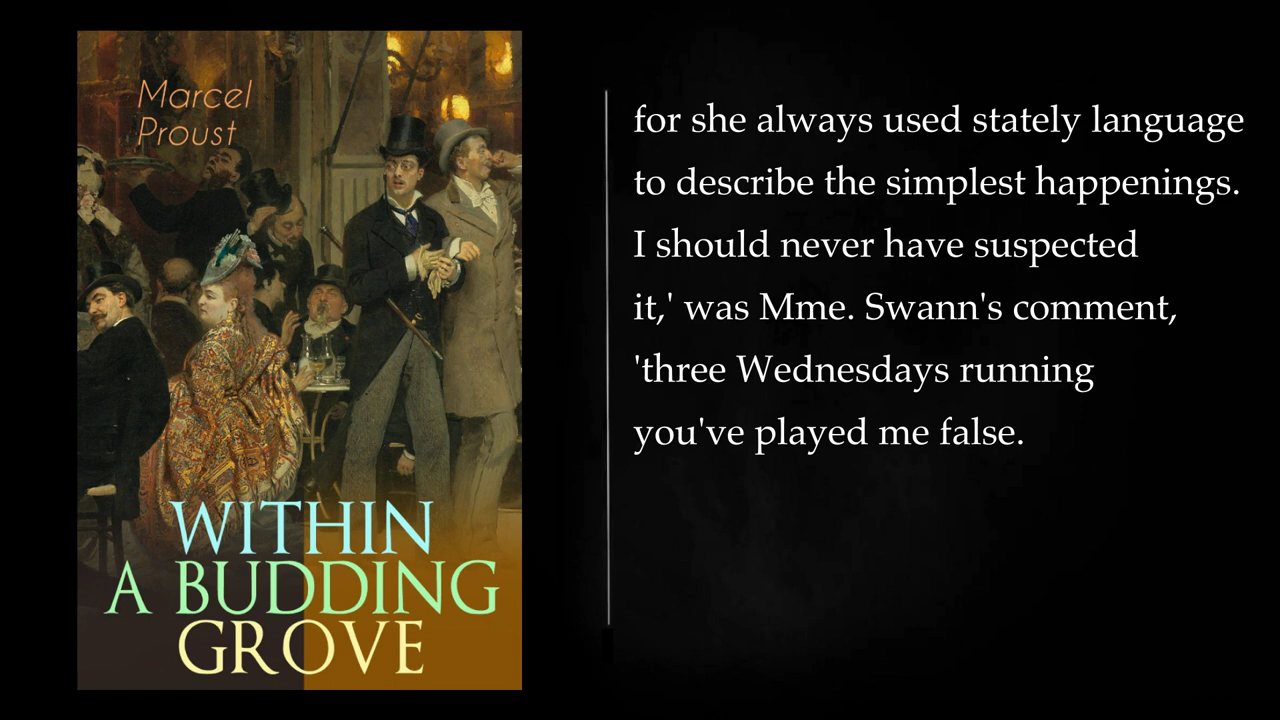 Marcel
Proust
WITHIN
A BUDDING
GROVE
for she always used stately language
to describe the simplest happenings.
I should never have suspected
it,' was Mme. Swann's comment,
'three Wednesdays running
you've played me false.